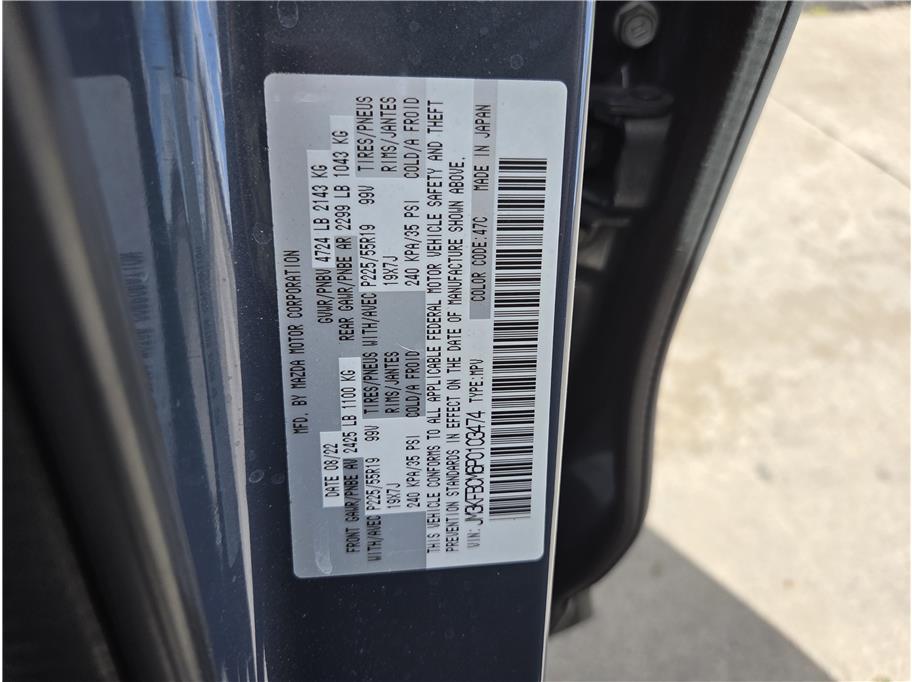 MFD. BY MAZDA MOTOR CORPORATION
DATE 08/22 GVWR/PNBV 4724 LB 2143 KG
FRONT GAWR/PNBE AV 2425 LB 1100 KG REAR GAWR/PNBE AR 2299 LB 1043 KG
WITH/AVEC P225/55R19 99V TIRES/PNEUS WITH/AVEC P225/55R19 99V TIRES/PNEUS
19X7J RIMS/JANTES 19X7J RIMS/JANTES
240 KPA/35 PSI COLD/A FROID 240 KPA/35 PSI COLD/A FROID
THIS VEHICLE CONFORMS TO ALL APPLICABLE FEDERAL MOTOR VEHICLE SAFETY AND THEFT
PREVENTION STANDARDS IN EFFECT ON THE DATE OF MANUFACTURE SHOWN ABOVE.
VIN: JM3KFBCM6P0103474 TYPE:MPV COLOR CODE:47C MADE IN JAPAN